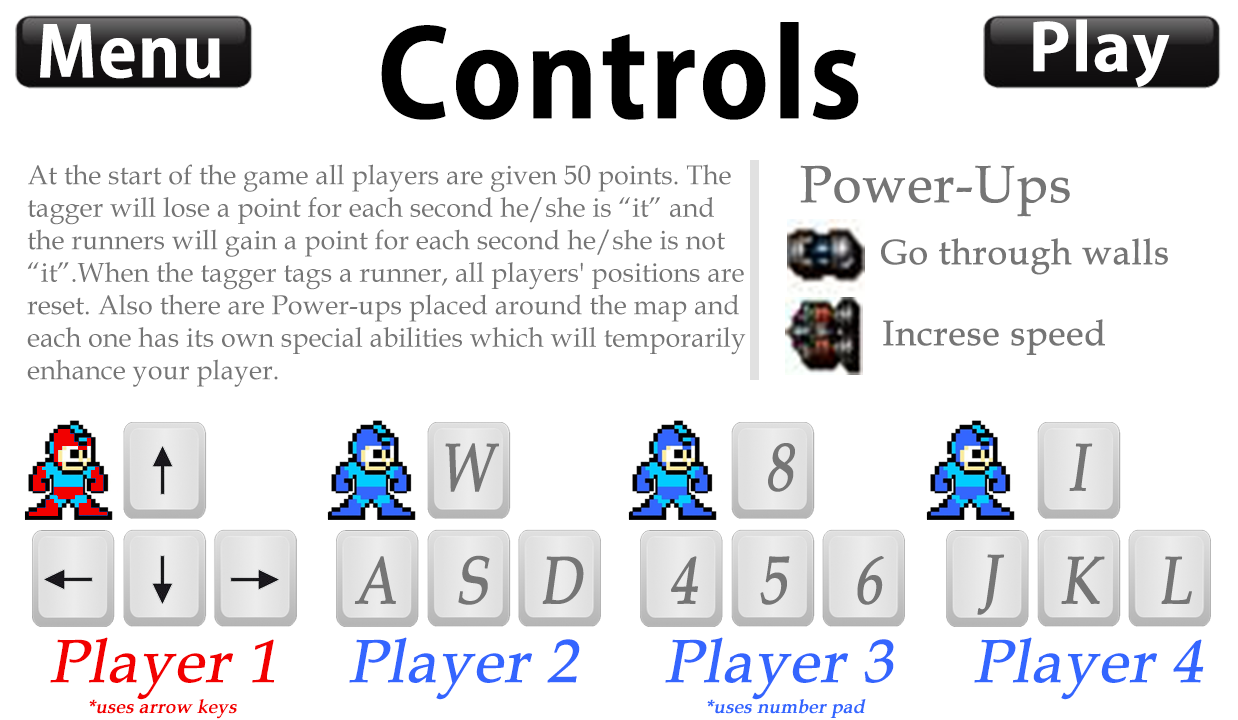 Menu
Controls
Play
At the start of the game all players are given 50 points. The
tagger will lose a point for each second he/she is “it” and
the runners will gain a point for each second he/she is not
“it”.When the tagger tags a runner, all players' positions are
reset. Also there are Power-ups placed around the map and
each one has its own special abilities which will temporarily
enhance your player.
Power-Ups
Go through walls
Increse speed
↑
← ↓ →
Player 1
*uses arrow keys
W
A S D
Player 2
8
4 5 6
Player 3
*uses number pad
I
J K L
Player 4